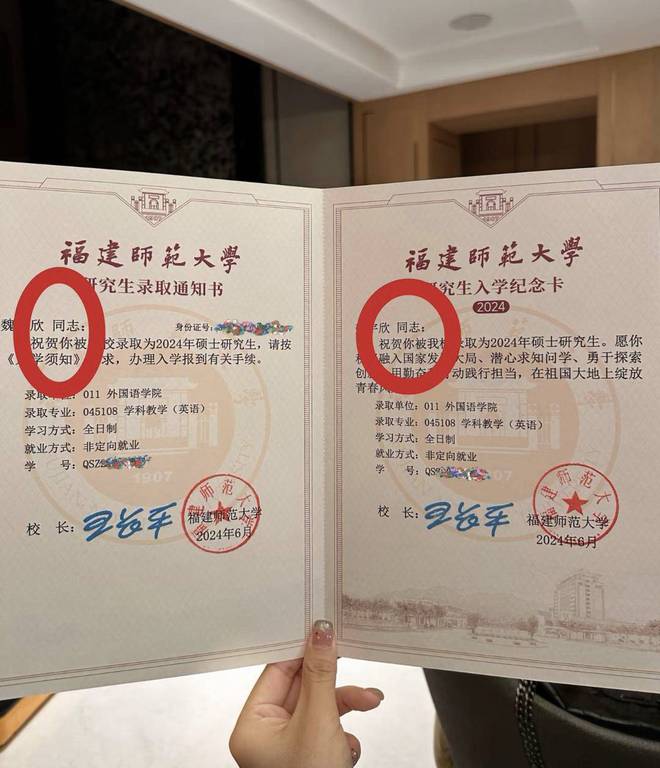 福建師範大學
研究生录取通知书
魏 欣 同志:
身份证号:
祝贺你被 校录取为2024年硕士研究生，请按
《 学须知》 求，办理入学报到有关手续。
录取单位: 011 外国语学院
录取专业: 045108 学科教学（英语）
学习方式: 全日制
就业方式: 非定向就业
学 号: QSZ
校 长:
福建师范大学
2024年6月
1907
福建師範大學
研究生入学纪念卡
2024
宇欣 同志:
祝贺你被我校录取为2024年硕士研究生。愿你
融入国家发 大局、潜心求知问学、勇于探索
创 用勤奋 动践行担当，在祖国大地上绽放
青春
录取单位: 011 外国语学院
录取专业: 045108 学科教学（英语）
学习方式: 全日制
就业方式: 非定向就业
学 号: QS
校 长:
福建师范大学
2024年6月